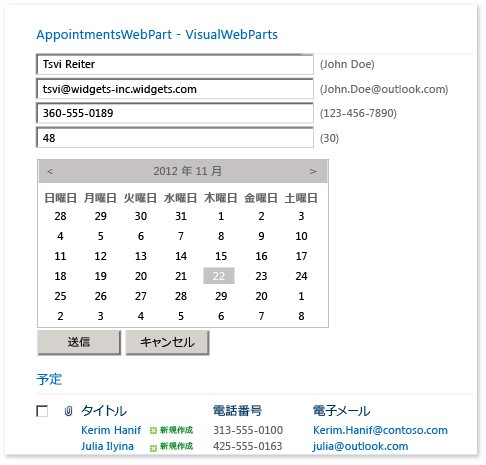 AppointmentsWebPart - VisualWebParts
Tsvi Reiter (John Doe)
tsvi@widgets-inc.widgets.com (John.Doe@outlook.com)
360-555-0189 (123-456-7890)
48 (30)
< 2012 年 11 月 >
日曜日 月曜日 火曜日 水曜日 木曜日 金曜日 土曜日
28 29 30 31 1 2 3
4 5 6 7 8 9 10
11 12 13 14 15 16 17
18 19 20 21 22 23 24
25 26 27 28 29 20 1
2 3 4 5 6 7 8
送信 キャンセル
予定
タイトル 電話番号 電子メール
Kerim Hanif 新規作成 313-555-0100 Kerim.Hanif@contoso.com
Julia Ilyina 新規作成 425-555-0163 julia@outlook.com